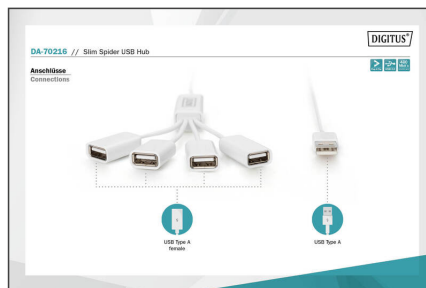 DIGITUS®
DA-70216 // Slim Spider USB Hub
Anschlüsse
Connections
USB Type A
female
USB Type A